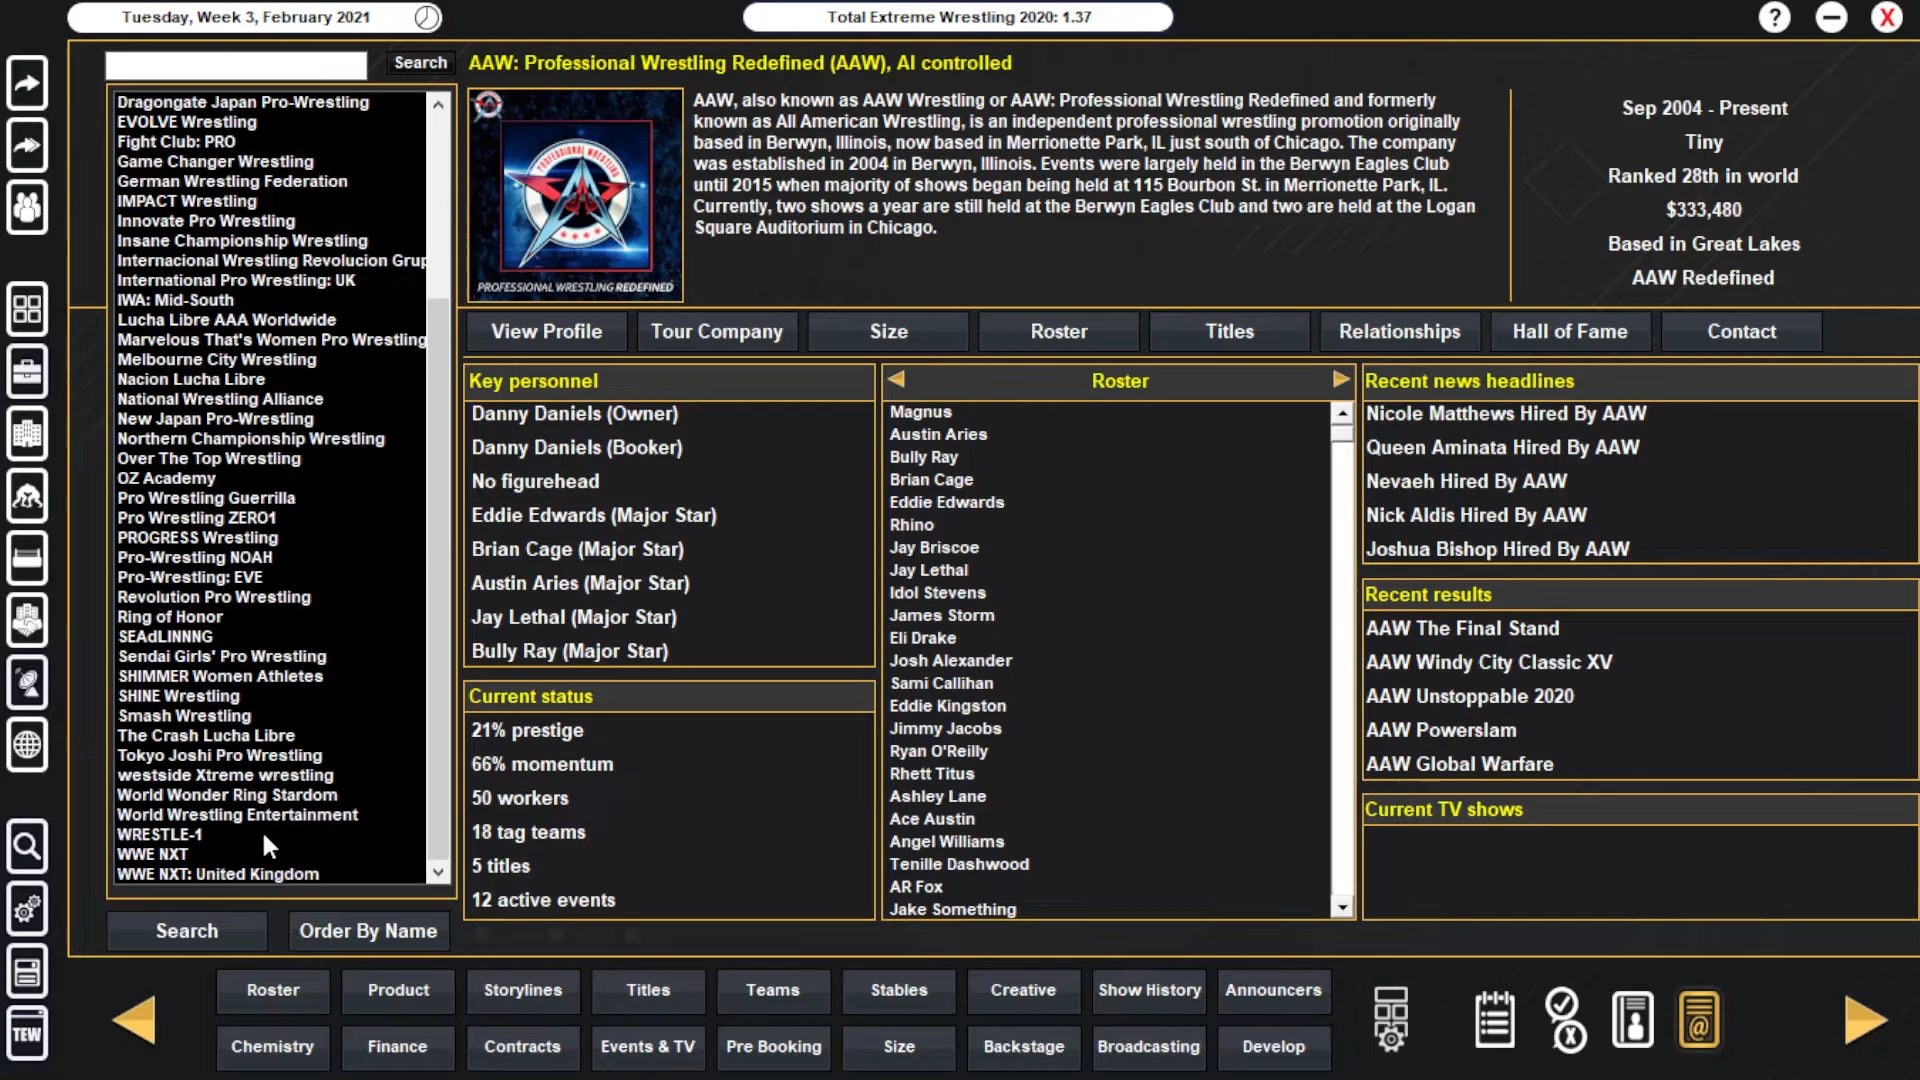 Tuesday, Week 3, February 2021
Total Extreme Wrestling 2020: 1.37
?
X
Search
AAW: Professional Wrestling Redefined (AAW), AI controlled
Dragongate Japan Pro-Wrestling
EVOLVE Wrestling
Fight Club: PRO
Game Changer Wrestling
German Wrestling Federation
IMPACT Wrestling
Innovate Pro Wrestling
Insane Championship Wrestling
Internacional Wrestling Revolucion Grup
International Pro Wrestling: UK
IWA: Mid-South
Lucha Libre AAA Worldwide
Marvelous That's Women Pro Wrestling
Melbourne City Wrestling
Nacion Lucha Libre
National Wrestling Alliance
New Japan Pro-Wrestling
Northern Championship Wrestling
Over The Top Wrestling
OZ Academy
Pro Wrestling Guerrilla
Pro Wrestling ZERO1
PROGRESS Wrestling
Pro-Wrestling NOAH
Pro-Wrestling: EVE
Revolution Pro Wrestling
Ring of Honor
SEAdLINNNG
Sendai Girls' Pro Wrestling
SHIMMER Women Athletes
SHINE Wrestling
Smash Wrestling
The Crash Lucha Libre
Tokyo Joshi Pro Wrestling
westside Xtreme wrestling
World Wonder Ring Stardom
World Wrestling Entertainment
WRESTLE-1
WWE NXT
WWE NXT: United Kingdom
Search
Order By Name
PROFESSIONAL WRESTLING
PROFESSIONAL WRESTLING REDEFINED
AAW, also known as AAW Wrestling or AAW: Professional Wrestling Redefined and formerly
known as All American Wrestling, is an independent professional wrestling promotion originally
based in Berwyn, Illinois, now based in Merrionette Park, IL just south of Chicago. The company
was established in 2004 in Berwyn, Illinois. Events were largely held in the Berwyn Eagles Club
until 2015 when majority of shows began being held at 115 Bourbon St. in Merrionette Park, IL.
Currently, two shows a year are still held at the Berwyn Eagles Club and two are held at the Logan
Square Auditorium in Chicago.
Sep 2004 - Present
Tiny
Ranked 28th in world
$333,480
Based in Great Lakes
AAW Redefined
View Profile
Tour Company
Size
Roster
Titles
Relationships
Hall of Fame
Contact
Key personnel
Danny Daniels (Owner)
Danny Daniels (Booker)
No figurehead
Eddie Edwards (Major Star)
Brian Cage (Major Star)
Austin Aries (Major Star)
Jay Lethal (Major Star)
Bully Ray (Major Star)
Current status
21% prestige
66% momentum
50 workers
18 tag teams
5 titles
12 active events
Roster
Magnus
Austin Aries
Bully Ray
Brian Cage
Eddie Edwards
Rhino
Jay Briscoe
Jay Lethal
Idol Stevens
James Storm
Eli Drake
Josh Alexander
Sami Callihan
Eddie Kingston
Jimmy Jacobs
Ryan O'Reilly
Rhett Titus
Ashley Lane
Ace Austin
Angel Williams
Tenille Dashwood
AR Fox
Jake Something
Recent news headlines
Nicole Matthews Hired By AAW
Queen Aminata Hired By AAW
Nevaeh Hired By AAW
Nick Aldis Hired By AAW
Joshua Bishop Hired By AAW
Recent results
AAW The Final Stand
AAW Windy City Classic XV
AAW Unstoppable 2020
AAW Powerslam
AAW Global Warfare
Current TV shows
TEW
Roster
Product
Storylines
Titles
Teams
Stables
Creative
Show History
Announcers
Chemistry
Finance
Contracts
Events & TV
Pre Booking
Size
Backstage
Broadcasting
Develop